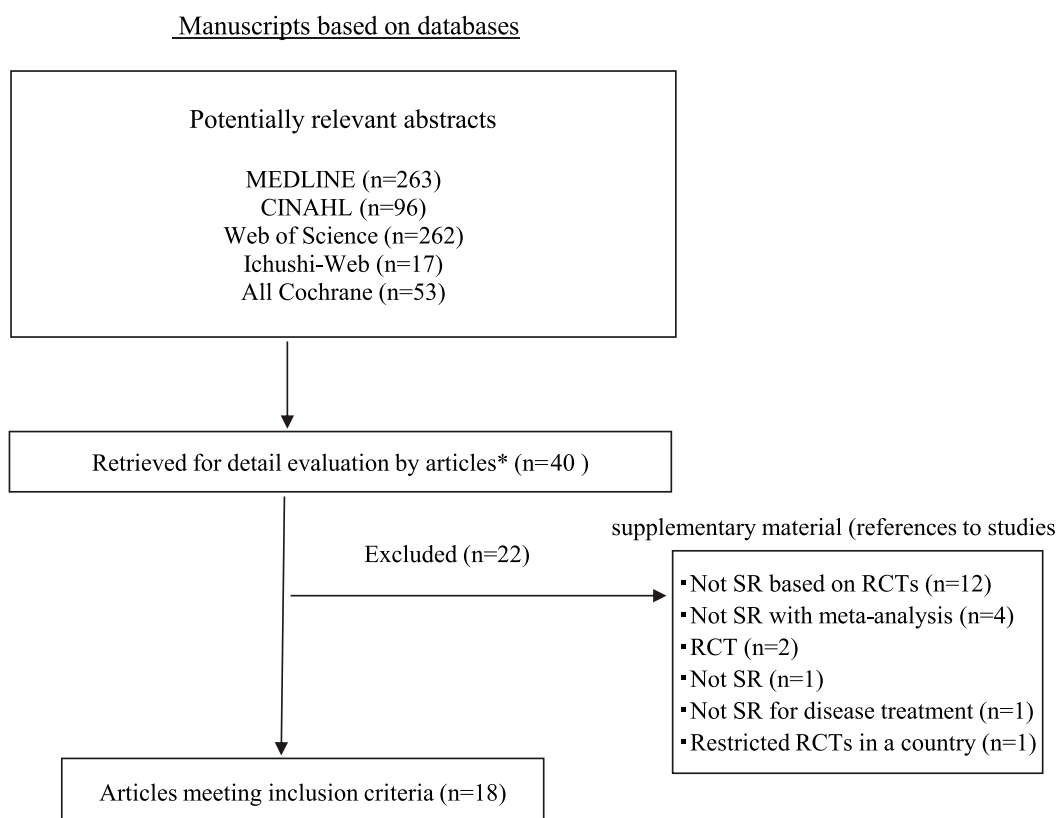 Manuscripts based on databases
Potentially relevant abstracts
MEDLINE (n=263)
CINAHL (n=96)
Web of Science (n=262)
Ichushi-Web (n=17)
All Cochrane (n=53)
Retrieved for detail evaluation by articles* (n=40 )
supplementary material (references to studies
Excluded (n=22)
▪Not SR based on RCTs (n=12)
▪Not SR with meta-analysis (n=4)
▪RCT (n=2)
▪Not SR (n=1)
▪Not SR for disease treatment (n=1)
▪Restricted RCTs in a country (n=1)
Articles meeting inclusion criteria (n=18)